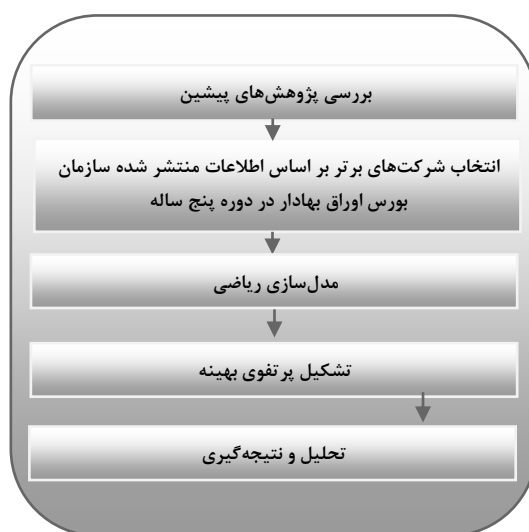 بررسی پژوهش‌های پیشین
انتخاب شرکت‌های برتر بر اساس اطلاعات منتشر شده سازمان
بورس اوراق بهادار در دوره پنج ساله
مدل‌سازی ریاضی
تشکیل پرتفوی بهینه
تحلیل و نتیجه‌گیری